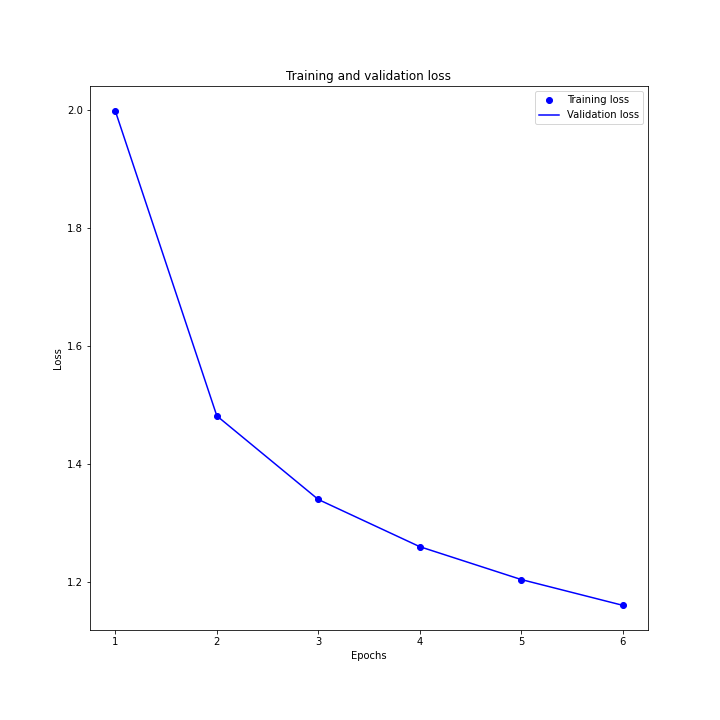 Training and validation loss
Training loss
Validation loss
2.0
1.8
1.6
1.4
1.2
Loss
1 2 3 4 5 6
Epochs